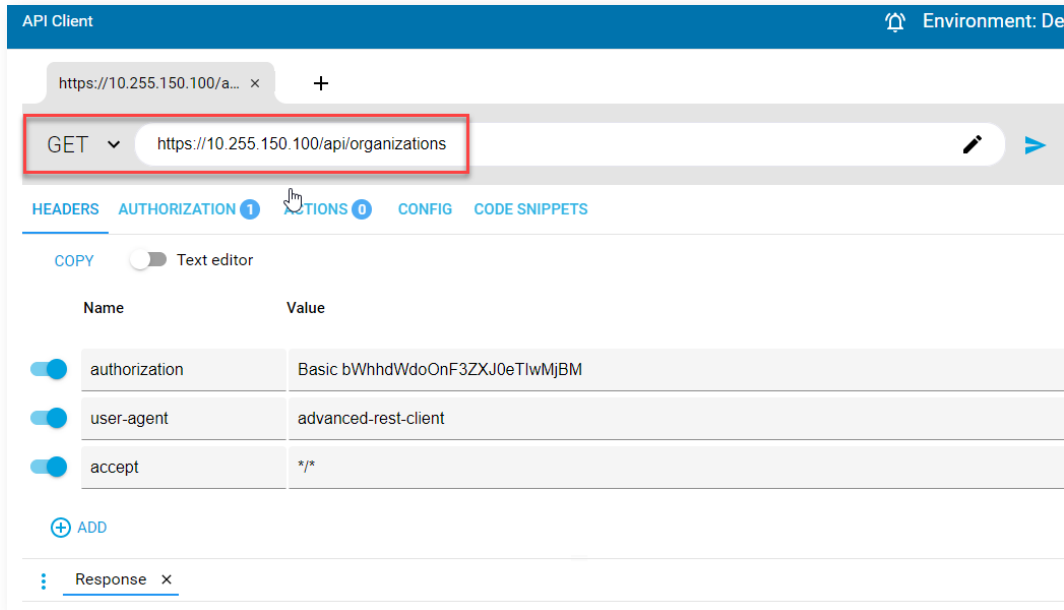 API Client
Environment: De
https://10.255.150.100/a... ×
+
GET
https://10.255.150.100/api/organizations
HEADERS AUTHORIZATION 1 ACTIONS 0 CONFIG CODE SNIPPETS
COPY Text editor
Name Value
authorization Basic bWhhdWdoOnF3ZXJ0eTIwMjBM
user-agent advanced-rest-client
accept */*
ADD
Response ×